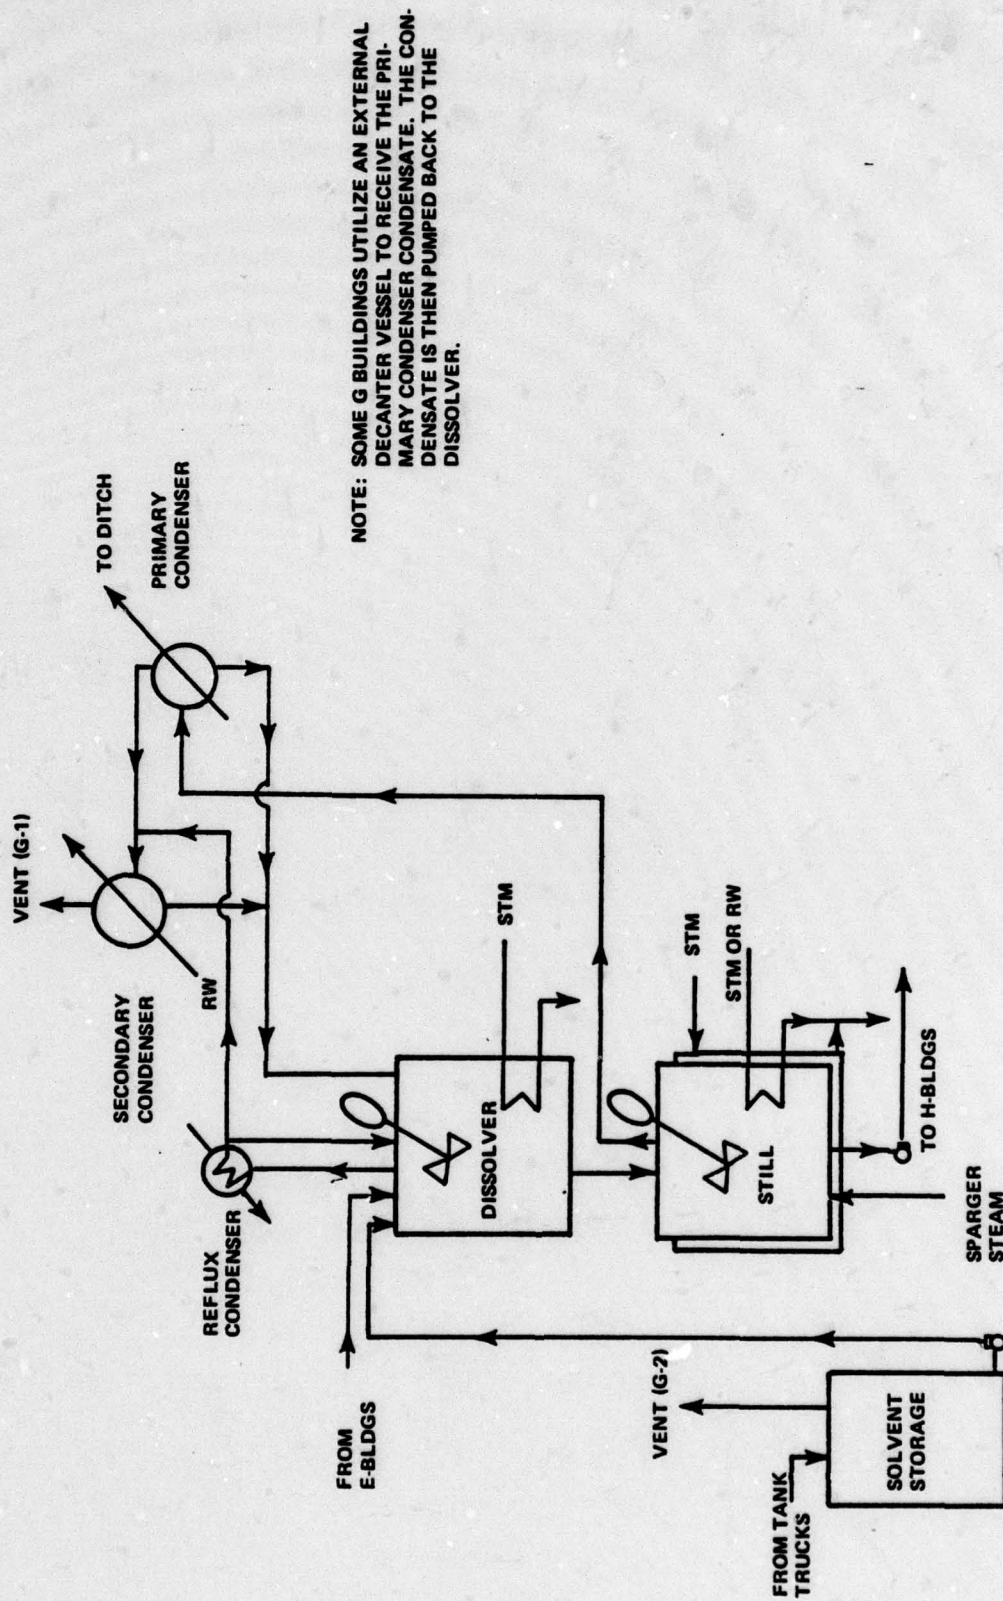 VENT (G-1)
TO DITCH
PRIMARY
CONDENSER
SECONDARY
CONDENSER
RW
REFLUX
CONDENSER
FROM
E-BLDGS
DISSOLVER
STM
NOTE: SOME G BUILDINGS UTILIZE AN EXTERNAL
DECANTER VESSEL TO RECEIVE THE PRI-
MARY CONDENSER CONDENSATE. THE CON-
DENSATE IS THEN PUMPED BACK TO THE
DISSOLVER.
VENT (G-2)
FROM TANK
TRUCKS
SOLVENT
STORAGE
STILL
STM
STM OR RW
TO H-BLDGS
SPARGER
STEAM